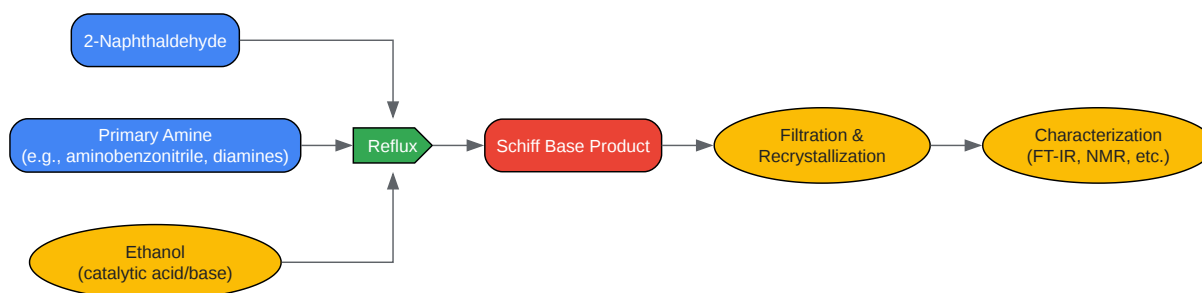 2-Naphthaldehyde
Primary Amine
(e.g., aminobenzonitrile, diamines)
Ethanol
(catalytic acid/base)
Reflux
Schiff Base Product
Filtration &
Recrystallization
Characterization
(FT-IR, NMR, etc.)